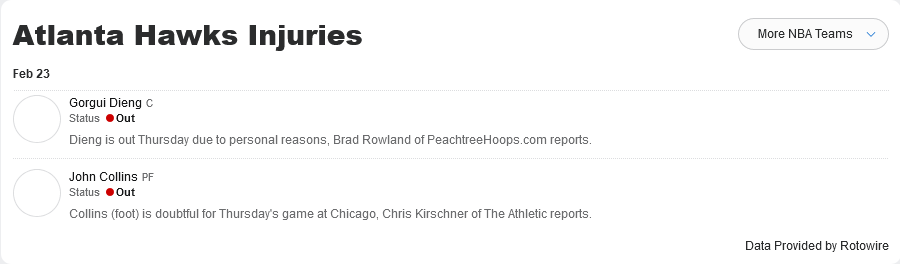 Atlanta Hawks Injuries
More NBA Teams
Feb 23
Gorgui Dieng C
Status Out
Dieng is out Thursday due to personal reasons, Brad Rowland of PeachtreeHoops.com reports.
John Collins PF
Status Out
Collins (foot) is doubtful for Thursday's game at Chicago, Chris Kirschner of The Athletic reports.
Data Provided by Rotowire